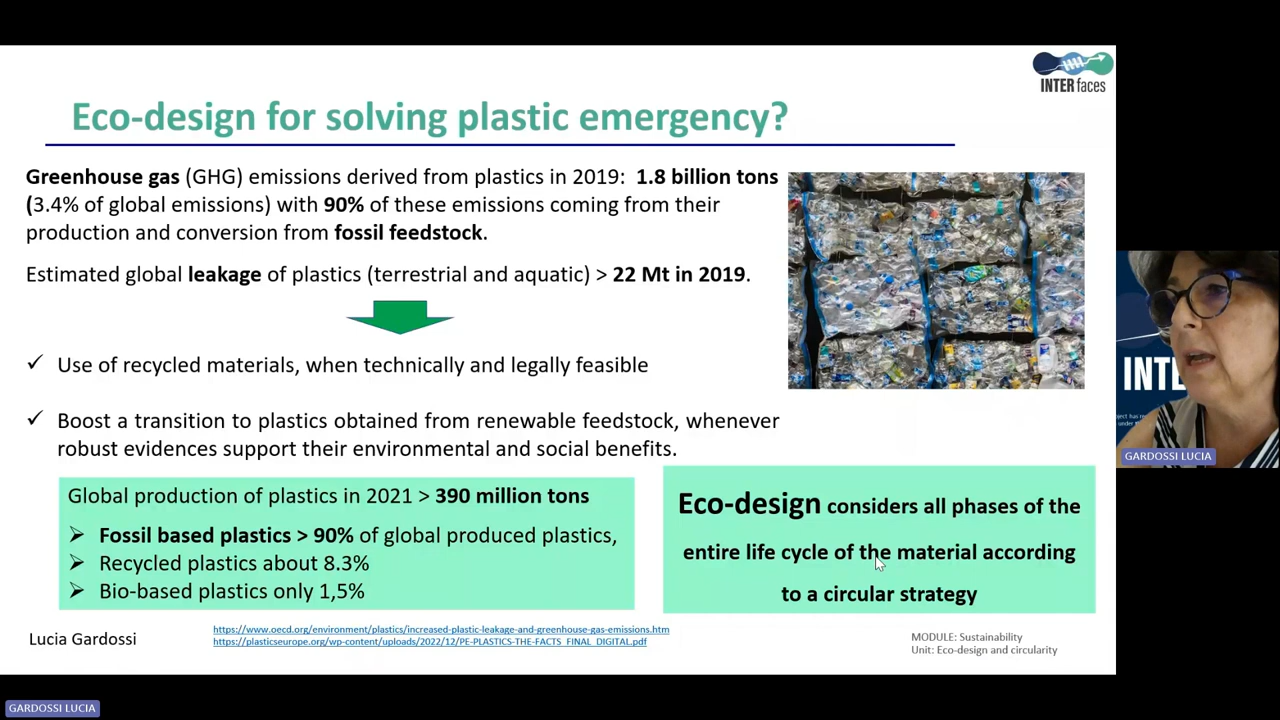 INTERfaces
Eco-design for solving plastic emergency?
Greenhouse gas (GHG) emissions derived from plastics in 2019: 1.8 billion tons
(3.4% of global emissions) with 90% of these emissions coming from their
production and conversion from fossil feedstock.
Estimated global leakage of plastics (terrestrial and aquatic) > 22 Mt in 2019.
✓ Use of recycled materials, when technically and legally feasible
✓ Boost a transition to plastics obtained from renewable feedstock, whenever
robust evidences support their environmental and social benefits.
Global production of plastics in 2021 > 390 million tons
➢ Fossil based plastics > 90% of global produced plastics,
➢ Recycled plastics about 8.3%
➢ Bio-based plastics only 1,5%
Eco-design considers all phases of the
entire life cycle of the material according
to a circular strategy
Lucia Gardossi
https://www.oecd.org/environment/plastics/increased-plastic-leakage-and-greenhouse-gas-emissions.htm
https://plasticseurope.org/wp-content/uploads/2022/12/PE-PLASTICS-THE-FACTS_FINAL_DIGITAL.pdf
MODULE: Sustainability
Unit: Eco-design and circularity
INTE
GARDOSSI LUCIA
GARDOSSI LUCIA